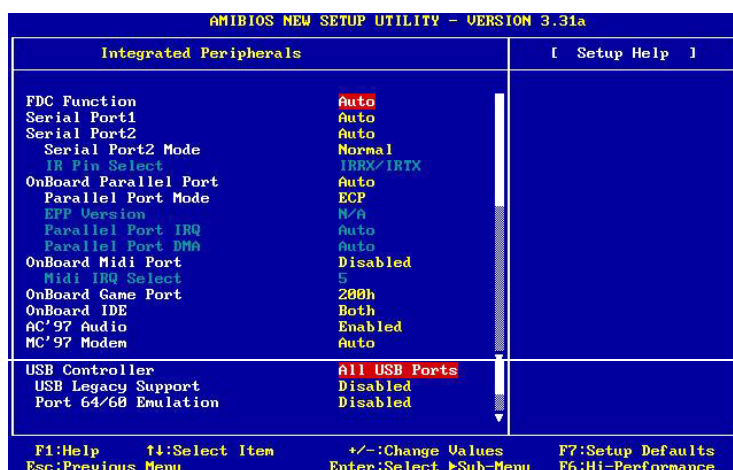 AMIBIOS NEW SETUP UTILITY - VERSION 3.31a
Integrated Peripherals
[ Setup Help ]
FDC Function Auto
Serial Port1 Auto
Serial Port2 Auto
Serial Port2 Mode Normal
IR Pin Select IRRX/IRTX
OnBoard Parallel Port Auto
Parallel Port Mode ECP
EPP Version N/A
Parallel Port IRQ Auto
Parallel Port DMA Auto
OnBoard Midi Port Disabled
Midi IRQ Select 5
OnBoard Game Port 200h
OnBoard IDE Both
AC'97 Audio Enabled
MC'97 Modem Auto
USB Controller All USB Ports
USB Legacy Support Disabled
Port 64/60 Emulation Disabled
F1:Help ↑↓:Select Item +/-:Change Values F7:Setup Defaults
Esc:Previous Menu Enter:Select ▶Sub-Menu F6:Hi-Performance